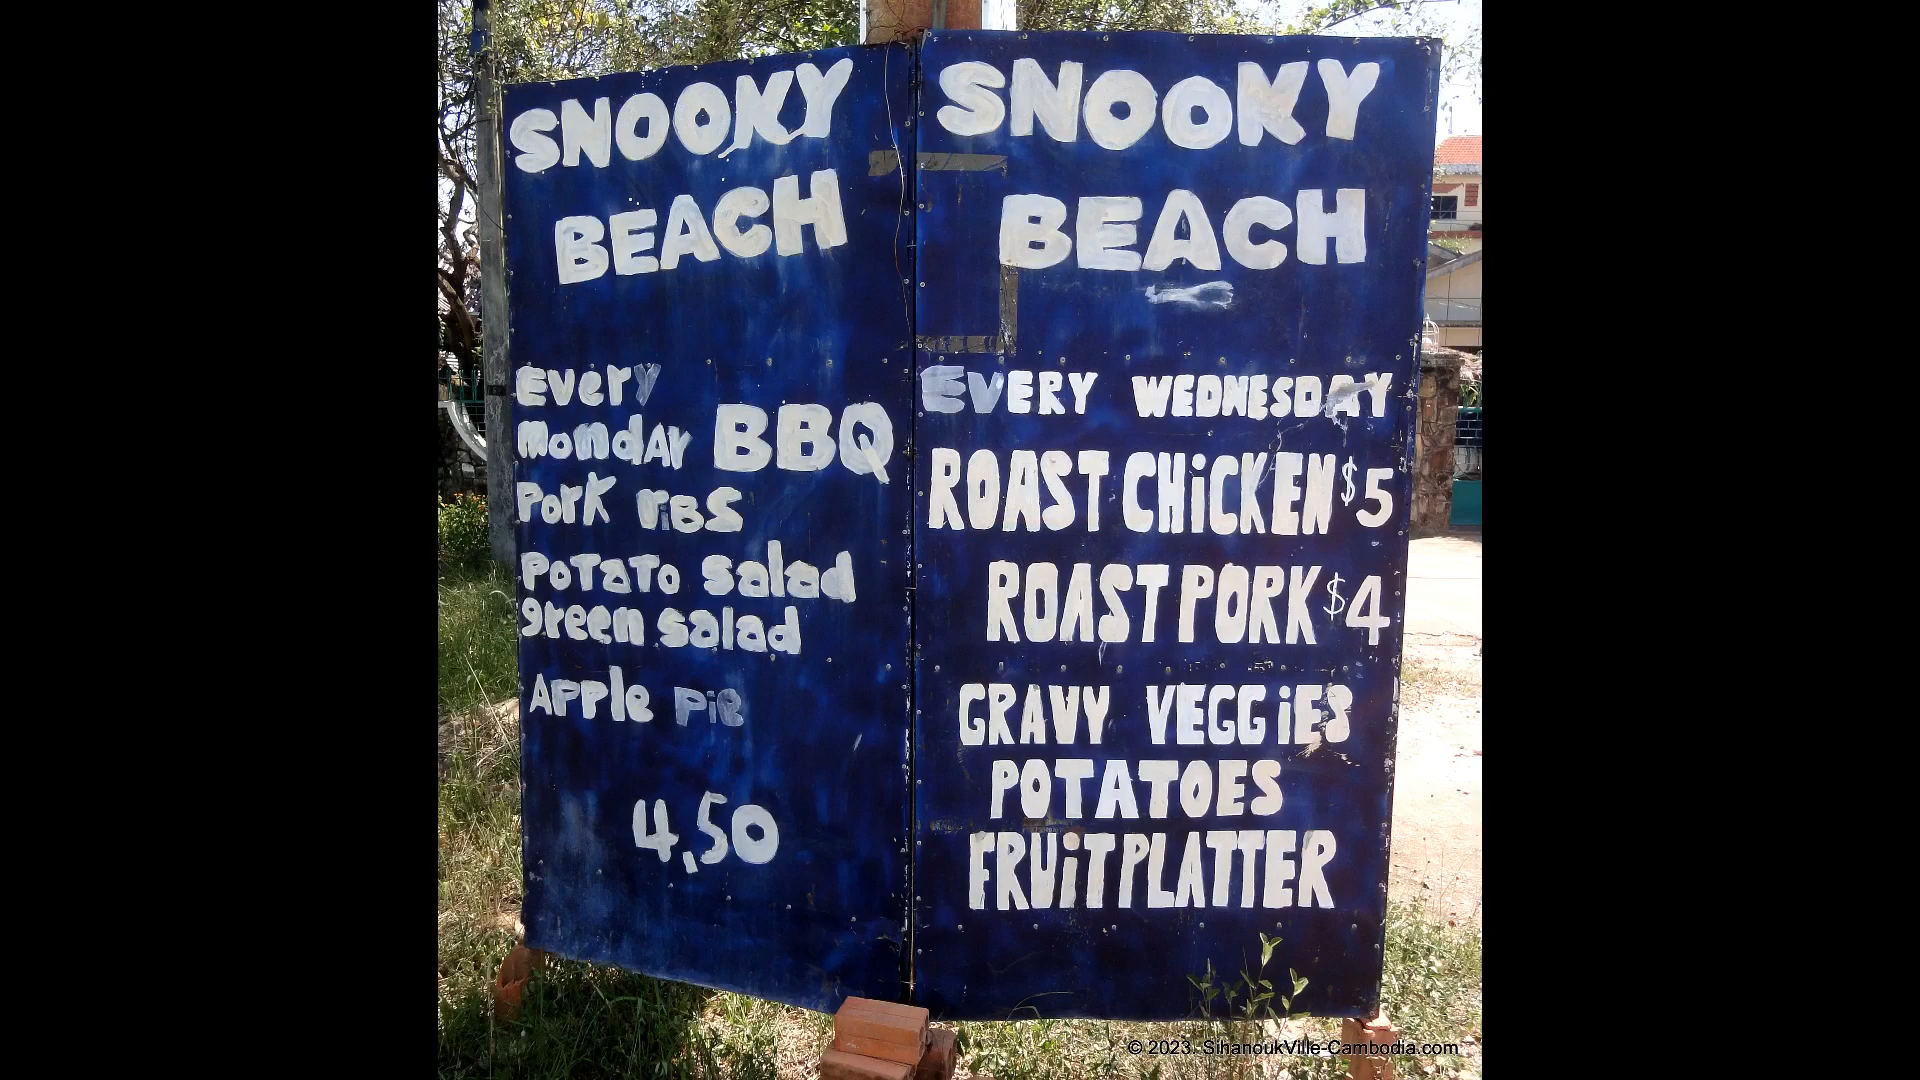 SNOOKY
BEACH
Every
mondAY BBQ
Pork riBS
PoTaTo salad
green salad
Apple pie
4,50
SNOOKY
BEACH
EVERY WEDNESDAY
ROAST CHiCKEN $5
ROAST PORK $4
GRAVY VEGGiES
POTATOES
FRUiT PLATTER
© 2023. SihanoukVille-Cambodia.com